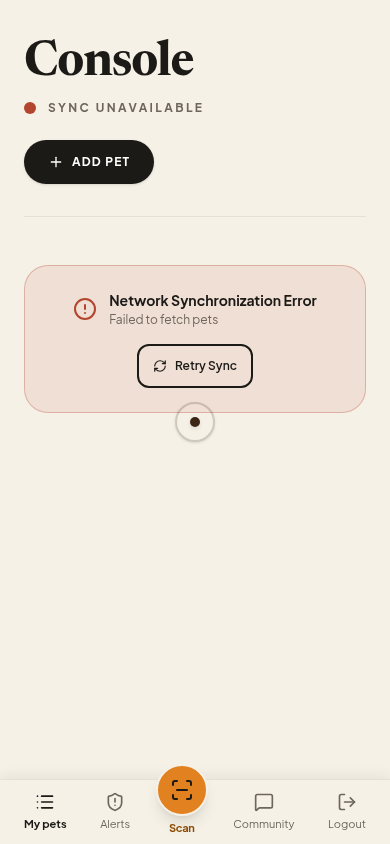 Console
SYNC UNAVAILABLE
ADD PET
Network Synchronization Error
Failed to fetch pets
Retry Sync
My pets
Alerts
Scan
Community
Logout